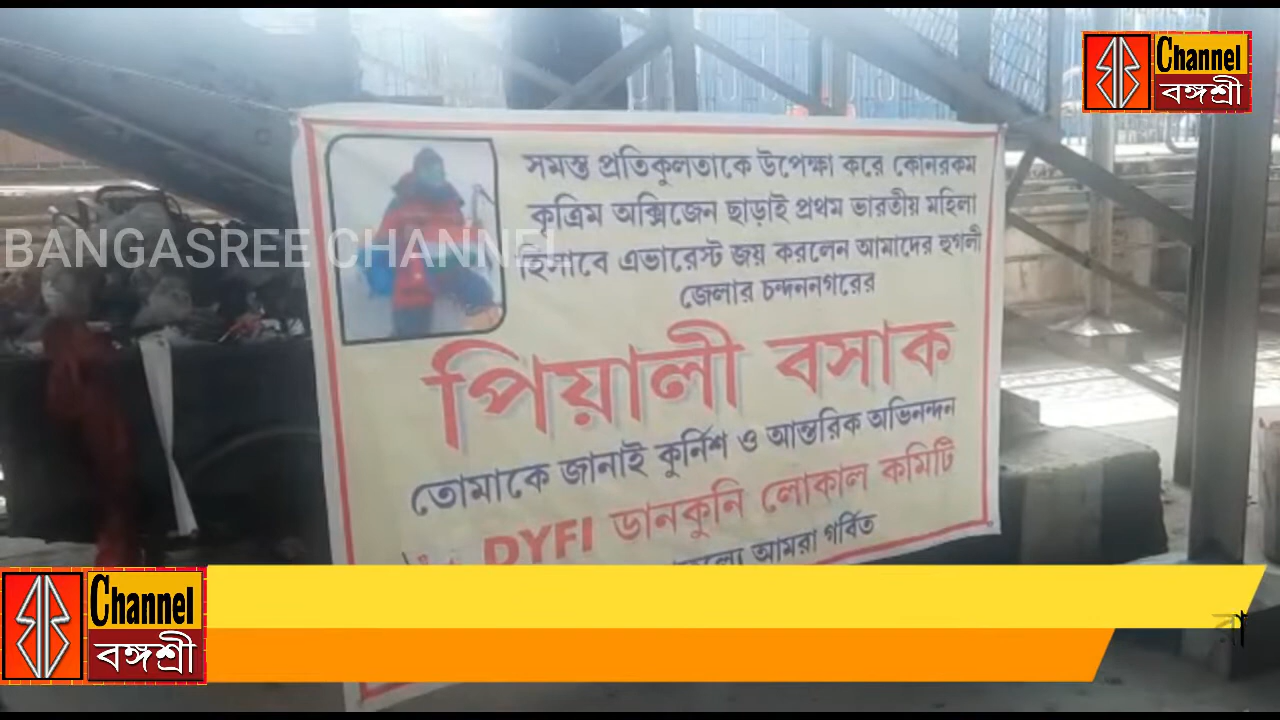 Channel
বঙ্গশ্রী
সমস্ত প্রতিকুলতাকে উপেক্ষা করে কোনরকম
কৃত্রিম অক্সিজেন ছাড়াই প্রথম ভারতীয় মহিলা
হিসাবে এভারেস্ট জয় করলেন আমাদের হুগলী
জেলার চন্দননগরের
BANGASREE CHANNEL
পিয়ালী বসাক
তোমাকে জানাই কুর্নিশ ও আন্তরিক অভিনন্দন
DYFI ডানকুনি লোকাল কমিটি
আমরা গর্বিত
Channel
বঙ্গশ্রী